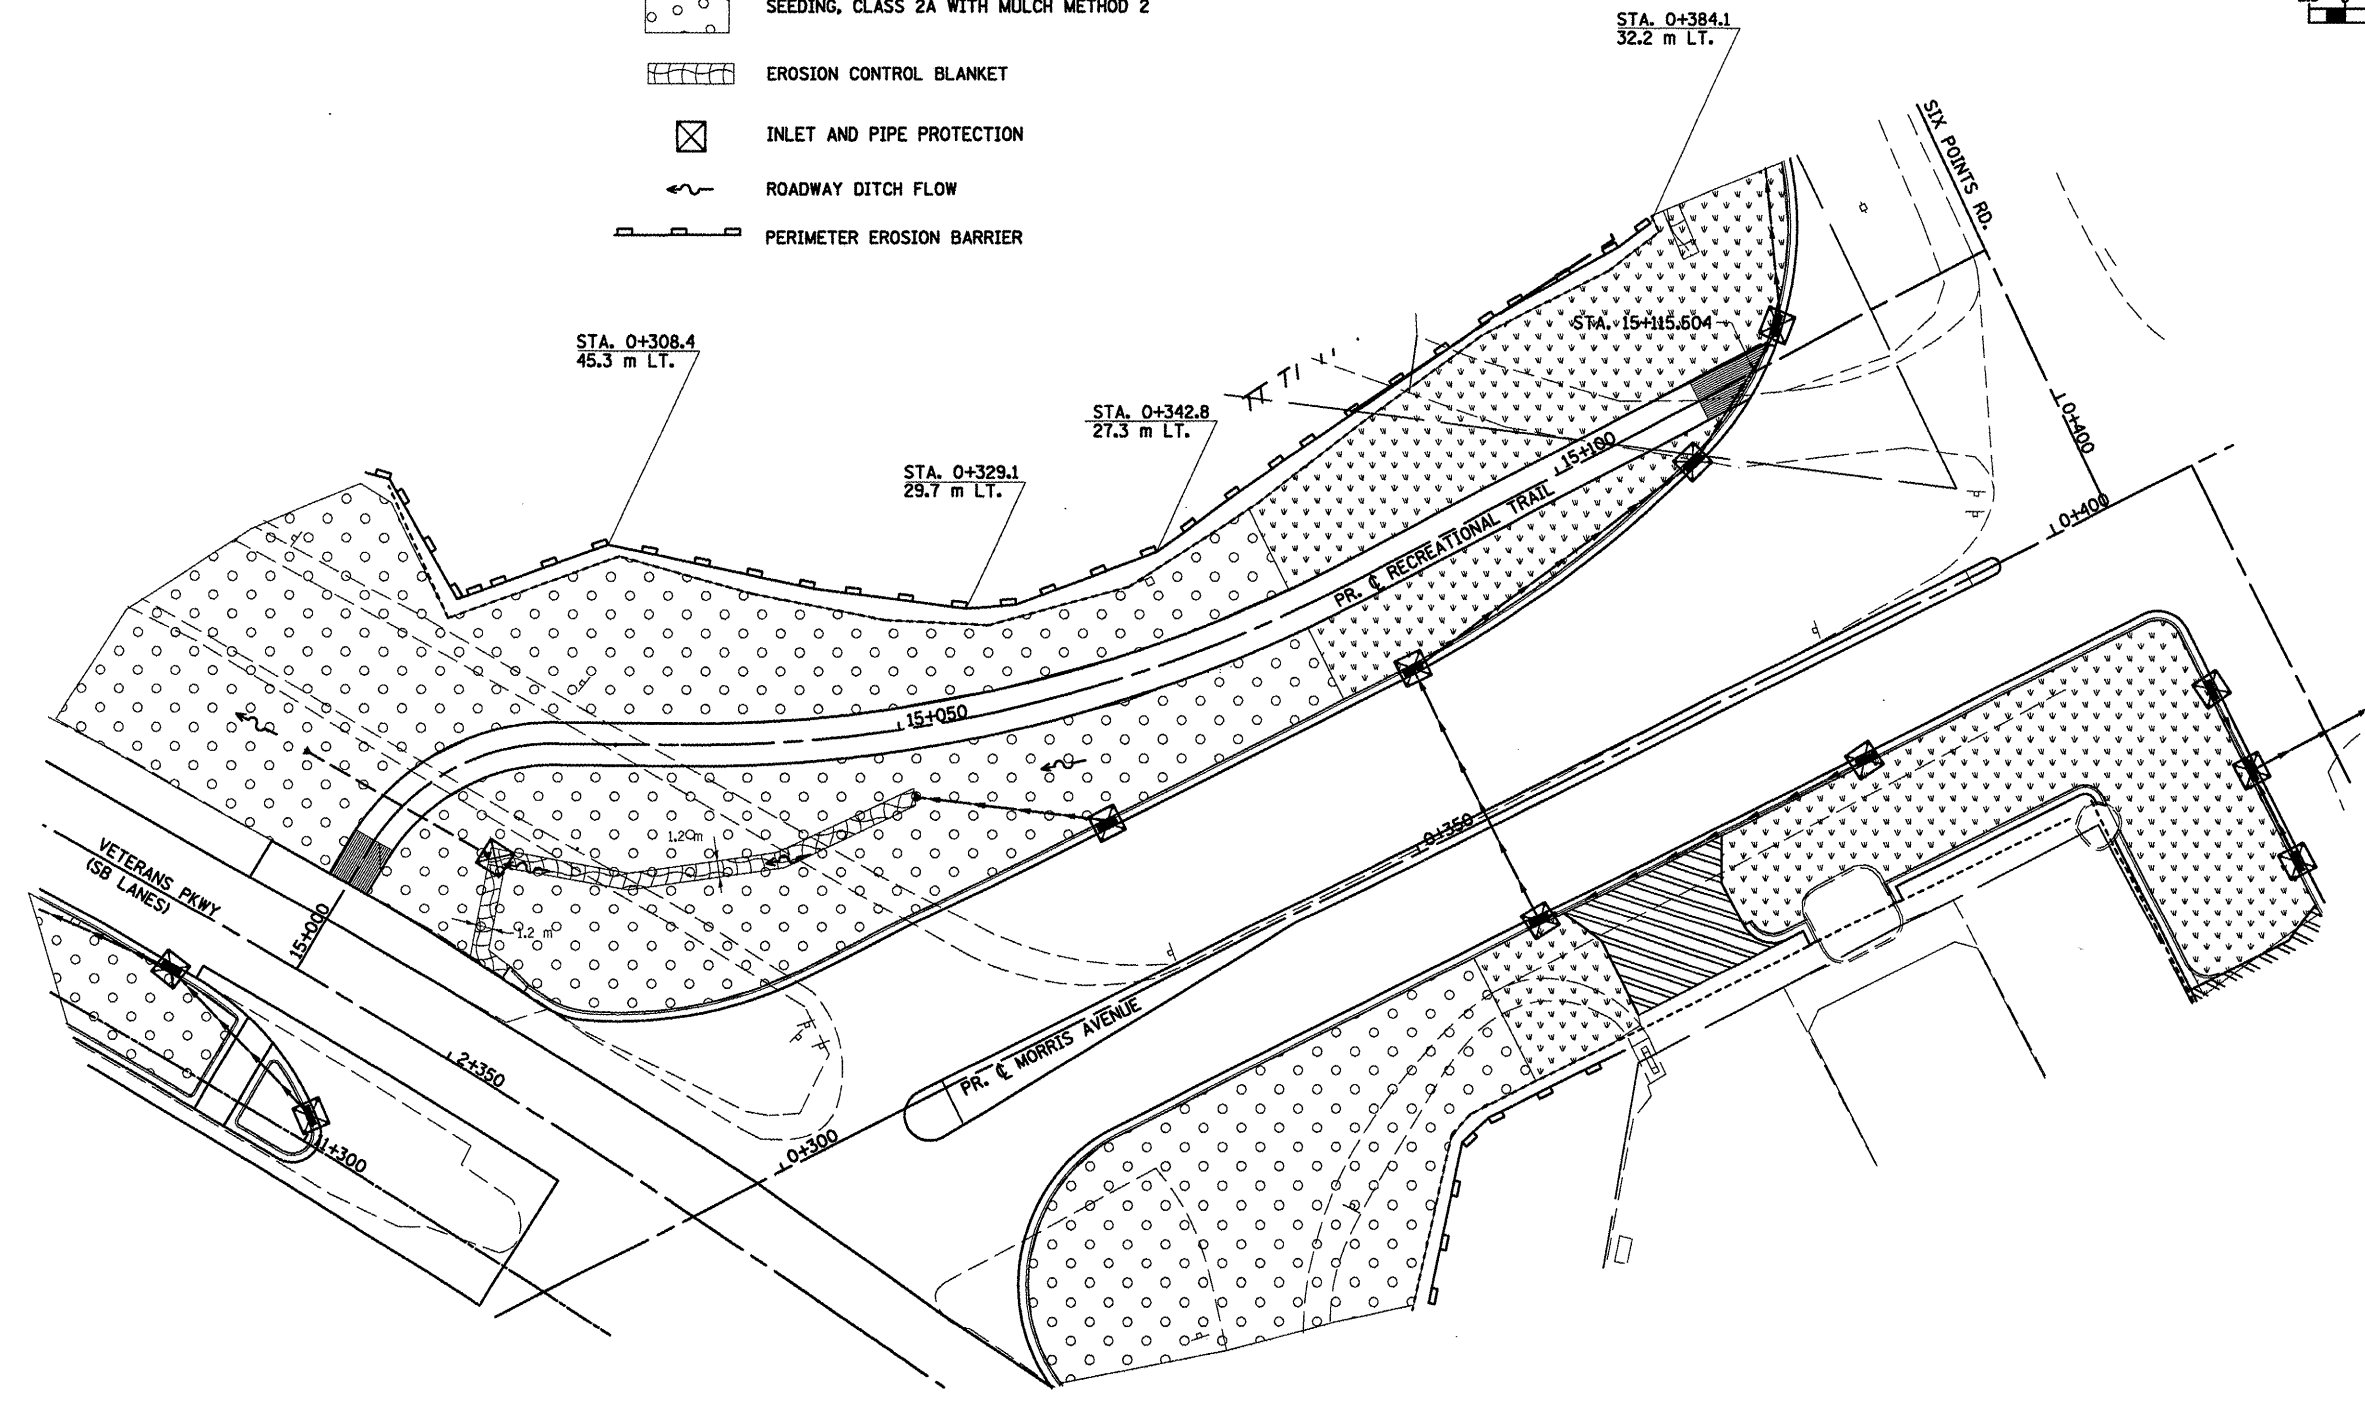 SEEDING, CLASS 2A WITH MULCH METHOD 2
EROSION CONTROL BLANKET
INLET AND PIPE PROTECTION
ROADWAY DITCH FLOW
PERIMETER EROSION BARRIER
STA. 0+384.1
32.2 m LT.
SIX POINTS RD.
STA. 15+115.604
STA. 0+308.4
45.3 m LT.
STA. 0+342.8
27.3 m LT.
STA. 0+329.1
29.7 m LT.
0+400
15+100
PR. ℄ RECREATIONAL TRAIL
0+400
15+050
1.2 m
0+350
VETERANS PKWY
(SB LANES)
15+000
1.2 m
PR. ℄ MORRIS AVENUE
2+350
0+300
11+300